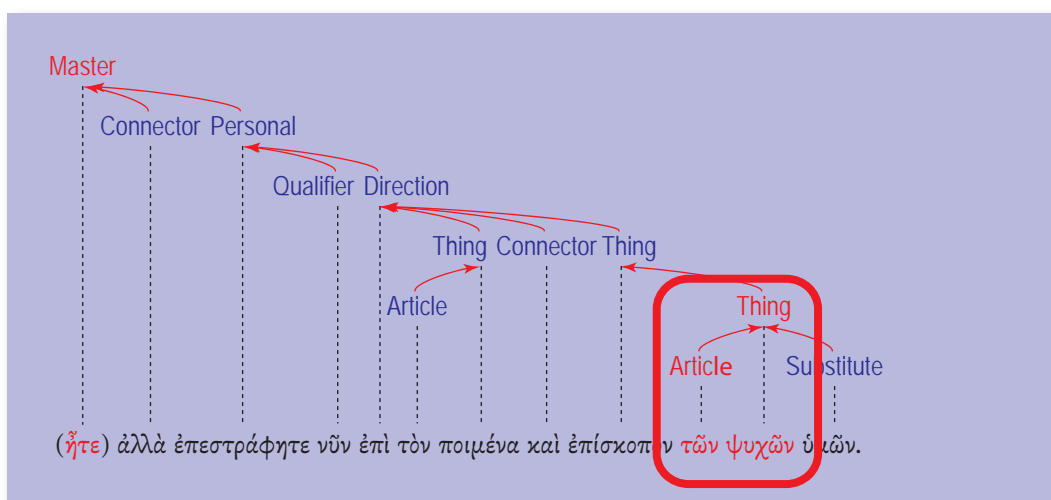 Master
Connector Personal
Qualifier Direction
Thing Connector Thing
Article Thing
Article Substitute
(ἦτε) ἀλλὰ ἐπεστράφητε νῦν ἐπὶ τὸν ποιμένα καὶ ἐπίσκοπον τῶν ψυχῶν ὑμῶν.